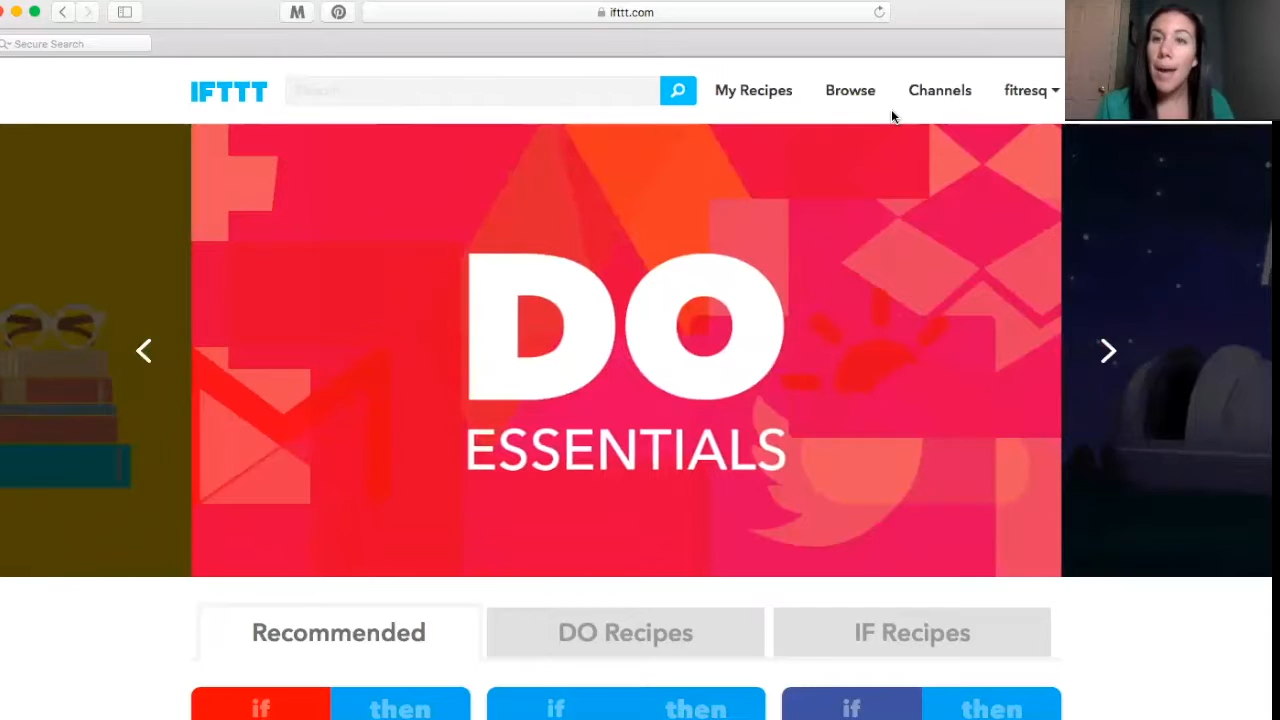 ifttt.com
Secure Search
IFTTT
Search
My Recipes
Browse
Channels
fitresq
DO
ESSENTIALS
Recommended
DO Recipes
IF Recipes
if then
if then
if then